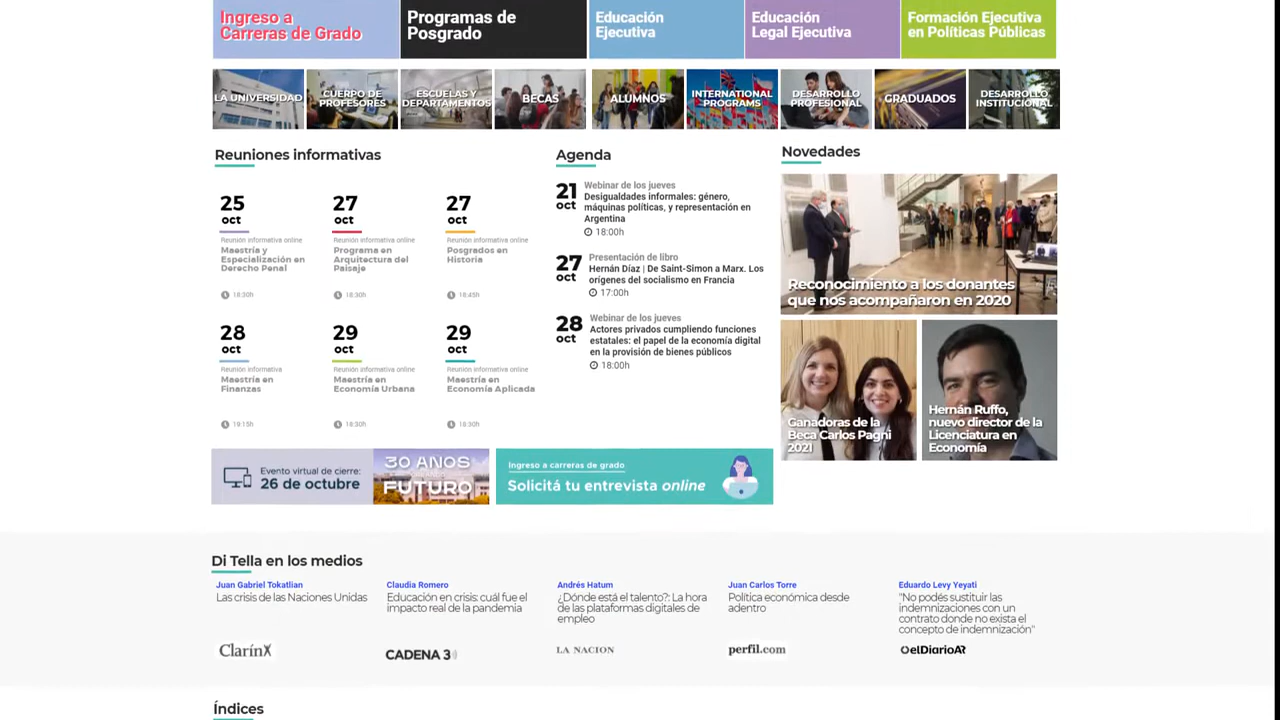 Ingreso a
Carreras de Grado
Programas de
Posgrado
Educación
Ejecutiva
Educación
Legal Ejecutiva
Formación Ejecutiva
en Políticas Públicas
LA UNIVERSIDAD
CUERPO DE
PROFESORES
ESCUELAS Y
DEPARTAMENTOS
BECAS
ALUMNOS
INTERNATIONAL
PROGRAMS
DESARROLLO
PROFESIONAL
GRADUADOS
DESARROLLO
INSTITUCIONAL
Reuniones informativas
25
oct
Reunión informativa online
Maestría y
Especialización en
Derecho Penal
18:30h
27
oct
Reunión informativa online
Programa en
Arquitectura del
Paisaje
18:30h
27
oct
Reunión informativa online
Posgrados en
Historia
18:45h
28
oct
Reunión informativa
Maestría en
Finanzas
19:15h
29
oct
Reunión informativa online
Maestría en
Economía Urbana
18:30h
29
oct
Reunión informativa online
Maestría en
Economía Aplicada
18:30h
Agenda
21
oct
Webinar de los jueves
Desigualdades informales: género,
máquinas políticas, y representación en
Argentina
18:00h
27
oct
Presentación de libro
Hernán Díaz | De Saint-Simon a Marx. Los
orígenes del socialismo en Francia
17:00h
28
oct
Webinar de los jueves
Actores privados cumpliendo funciones
estatales: el papel de la economía digital
en la provisión de bienes públicos
18:00h
Novedades
Reconocimiento a los donantes
que nos acompañaron en 2020
Ganadoras de la
Beca Carlos Pagni
2021
Hernán Ruffo,
nuevo director de la
Licenciatura en
Economía
Evento virtual de cierre:
26 de octubre
30 AÑOS
FUTURO
Ingreso a carreras de grado
Solicitá tu entrevista online
Di Tella en los medios
Juan Gabriel Tokatlian
Las crisis de las Naciones Unidas
Clarín
Claudia Romero
Educación en crisis: cuál fue el
impacto real de la pandemia
CADENA 3
Andrés Hatum
¿Dónde está el talento?: La hora
de las plataformas digitales de
empleo
LA NACION
Juan Carlos Torre
Política económica desde
adentro
perfil.com
Eduardo Levy Yeyati
"No podés sustituir las
indemnizaciones con un
contrato donde no exista el
concepto de indemnización"
elDiarioAR
Índices